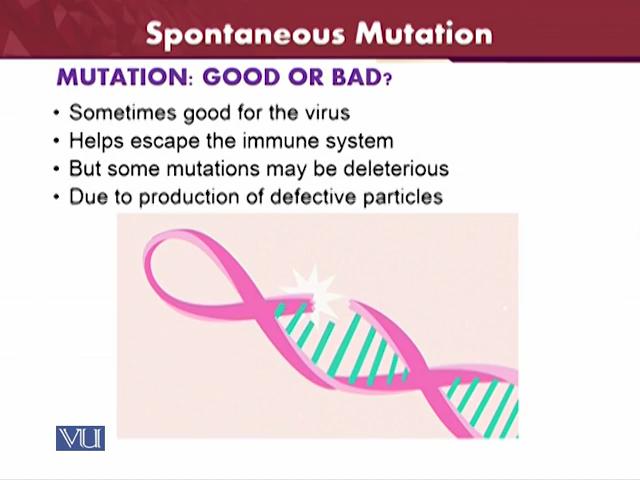 Spontaneous Mutation
MUTATION: GOOD OR BAD?
• Sometimes good for the virus
• Helps escape the immune system
• But some mutations may be deleterious
• Due to production of defective particles
VU